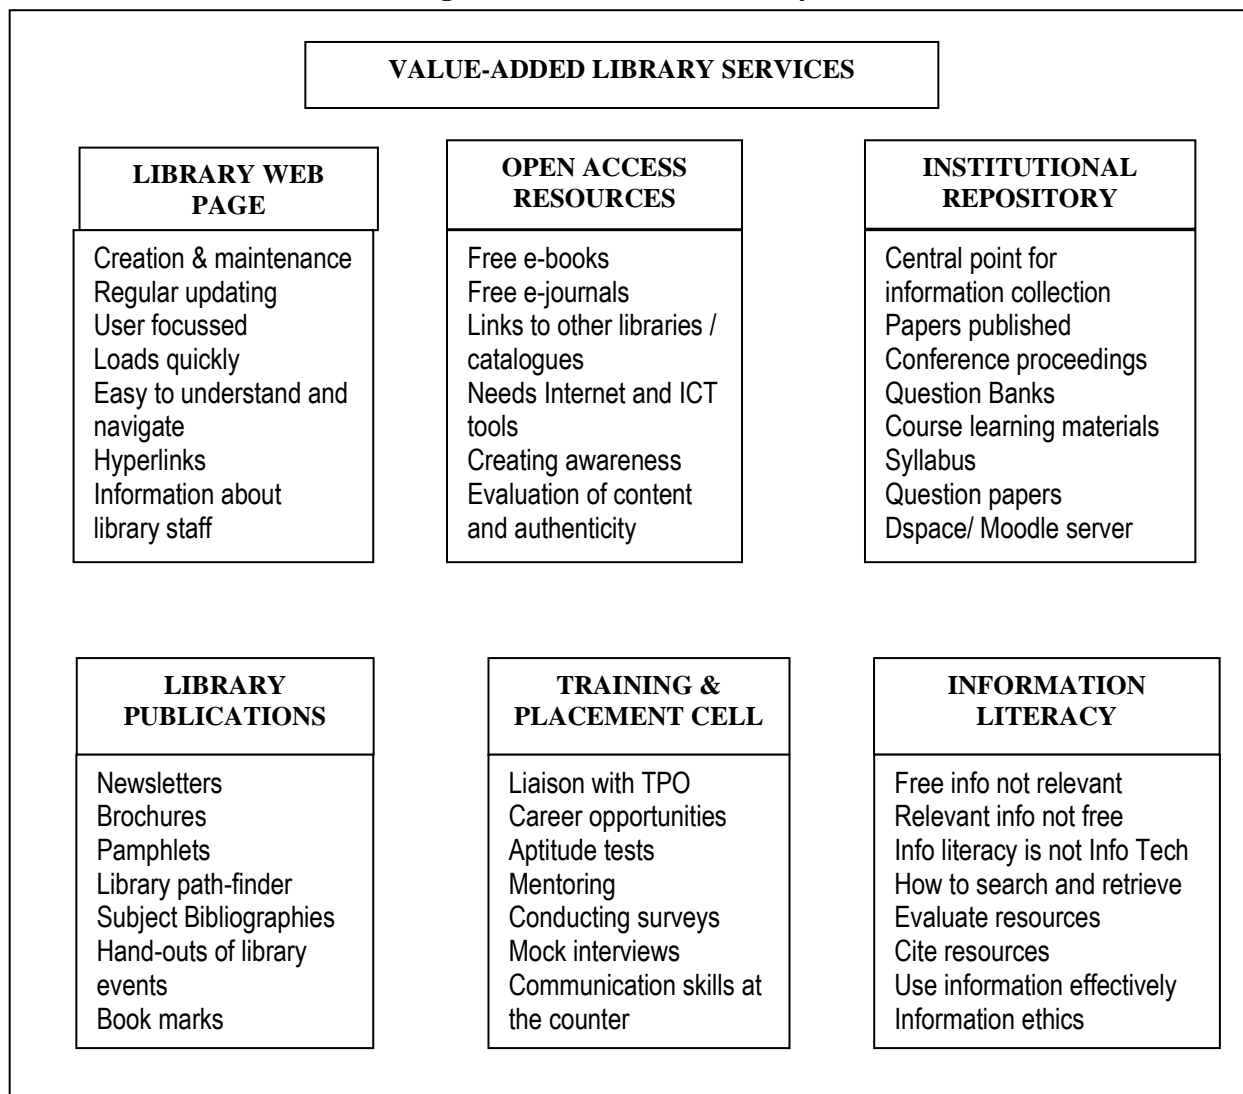 VALUE-ADDED LIBRARY SERVICES
LIBRARY WEB
PAGE
Creation & maintenance
Regular updating
User focussed
Loads quickly
Easy to understand and
navigate
Hyperlinks
Information about
library staff
OPEN ACCESS
RESOURCES
Free e-books
Free e-journals
Links to other libraries /
catalogues
Needs Internet and ICT
tools
Creating awareness
Evaluation of content
and authenticity
INSTITUTIONAL
REPOSITORY
Central point for
information collection
Papers published
Conference proceedings
Question Banks
Course learning materials
Syllabus
Question papers
Dspace/ Moodle server
LIBRARY
PUBLICATIONS
Newsletters
Brochures
Pamphlets
Library path-finder
Subject Bibliographies
Hand-outs of library
events
Book marks
TRAINING &
PLACEMENT CELL
Liaison with TPO
Career opportunities
Aptitude tests
Mentoring
Conducting surveys
Mock interviews
Communication skills at
the counter
INFORMATION
LITERACY
Free info not relevant
Relevant info not free
Info literacy is not Info Tech
How to search and retrieve
Evaluate resources
Cite resources
Use information effectively
Information ethics